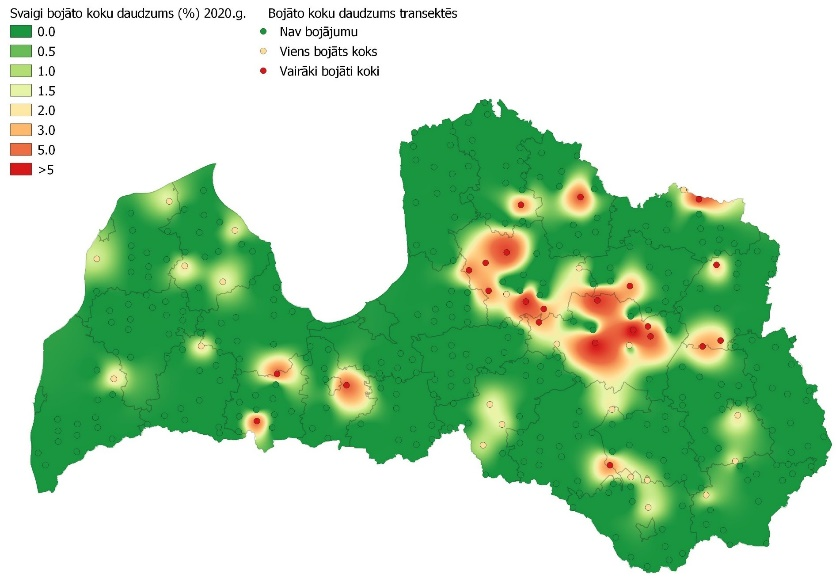 Svaigi bojāto koku daudzums (%) 2020.g.
0.0
0.5
1.0
1.5
2.0
3.0
5.0
>5
Bojāto koku daudzums transektēs
Nav bojājumu
Viens bojāts koks
Vairāki bojāti koki